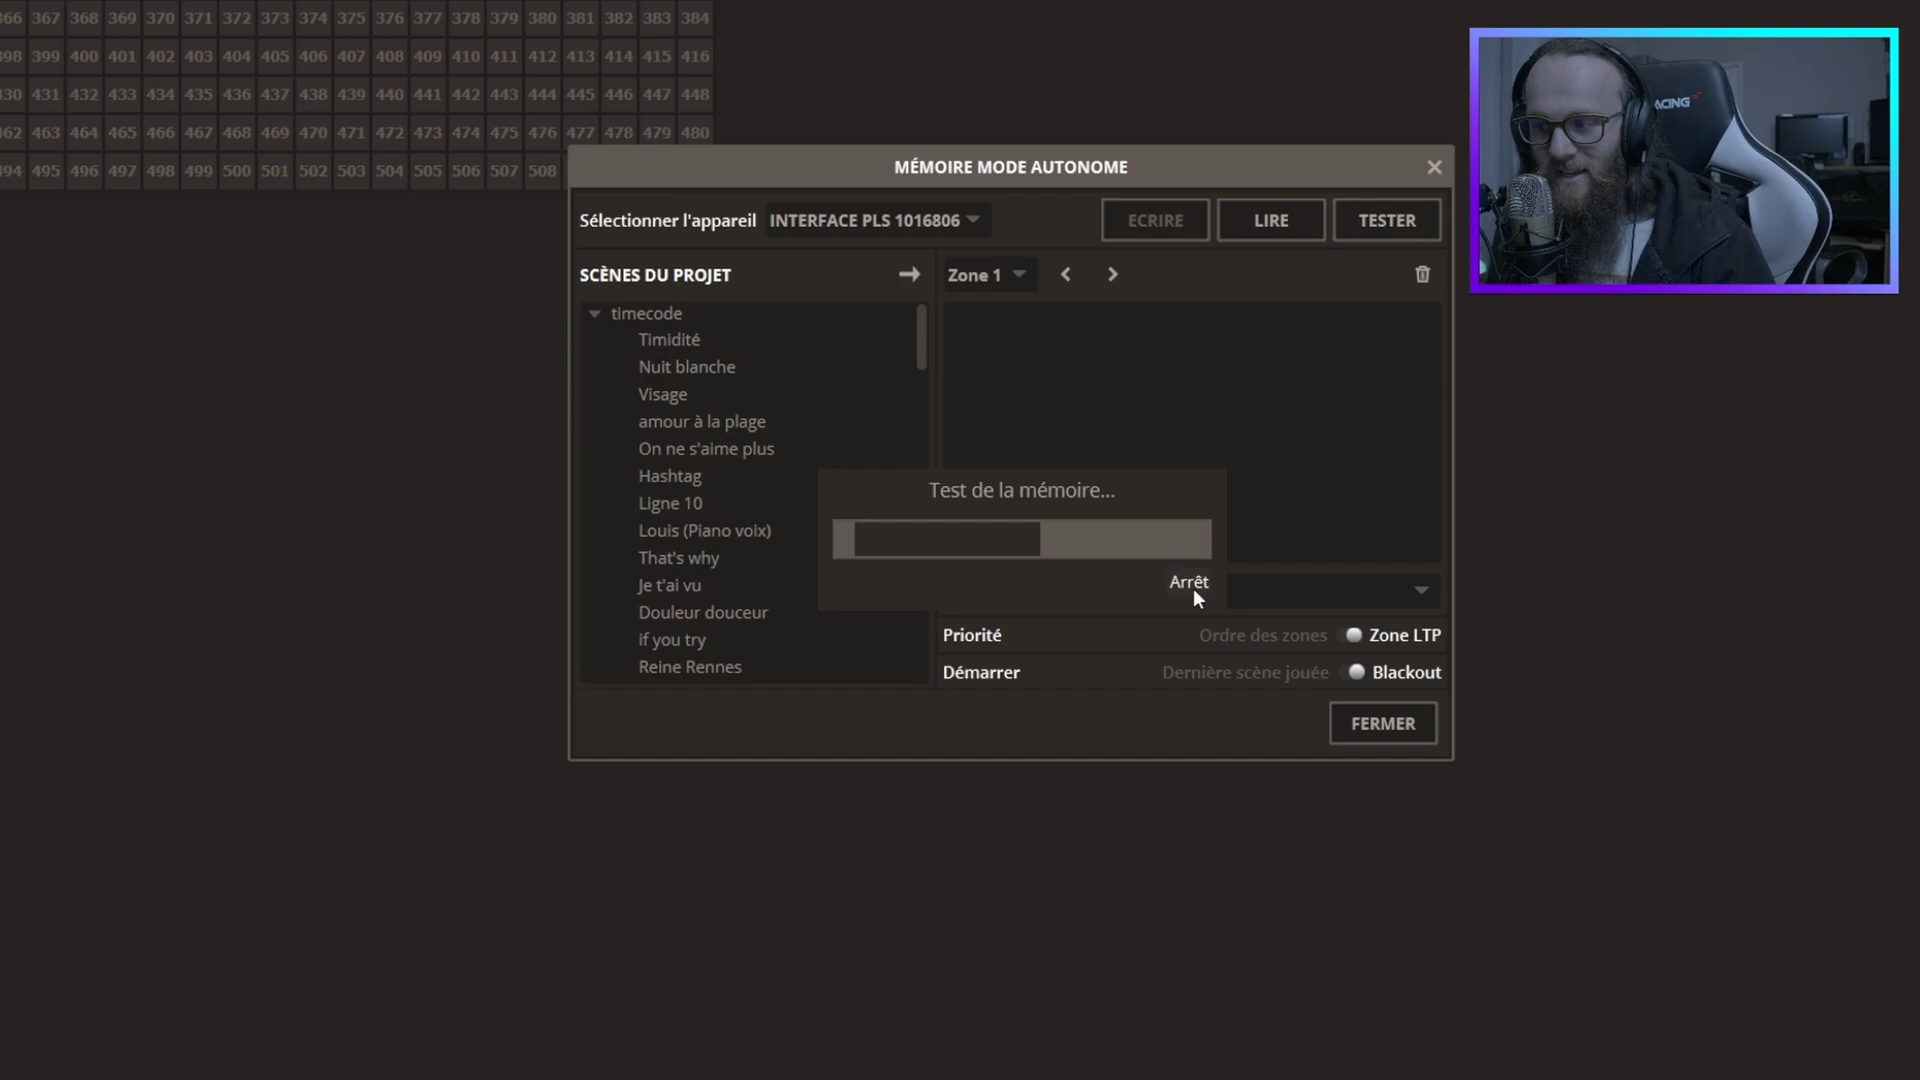 366 367 368 369 370 371 372 373 374 375 376 377 378 379 380 381 382 383 384
398 399 400 401 402 403 404 405 406 407 408 409 410 411 412 413 414 415 416
430 431 432 433 434 435 436 437 438 439 440 441 442 443 444 445 446 447 448
462 463 464 465 466 467 468 469 470 471 472 473 474 475 476 477 478 479 480
494 495 496 497 498 499 500 501 502 503 504 505 506 507 508
ACING
MÉMOIRE MODE AUTONOME
Sélectionner l'appareil INTERFACE PLS 1016806 ECRIRE LIRE TESTER
SCÈNES DU PROJET Zone 1
timecode
Timidité
Nuit blanche
Visage
amour à la plage
On ne s'aime plus
Hashtag
Ligne 10
Louis (Piano voix)
That's why
Je t'ai vu
Douleur douceur
if you try
Reine Rennes
Test de la mémoire...
Arrêt
Priorité Ordre des zones Zone LTP
Démarrer Dernière scène jouée Blackout
FERMER